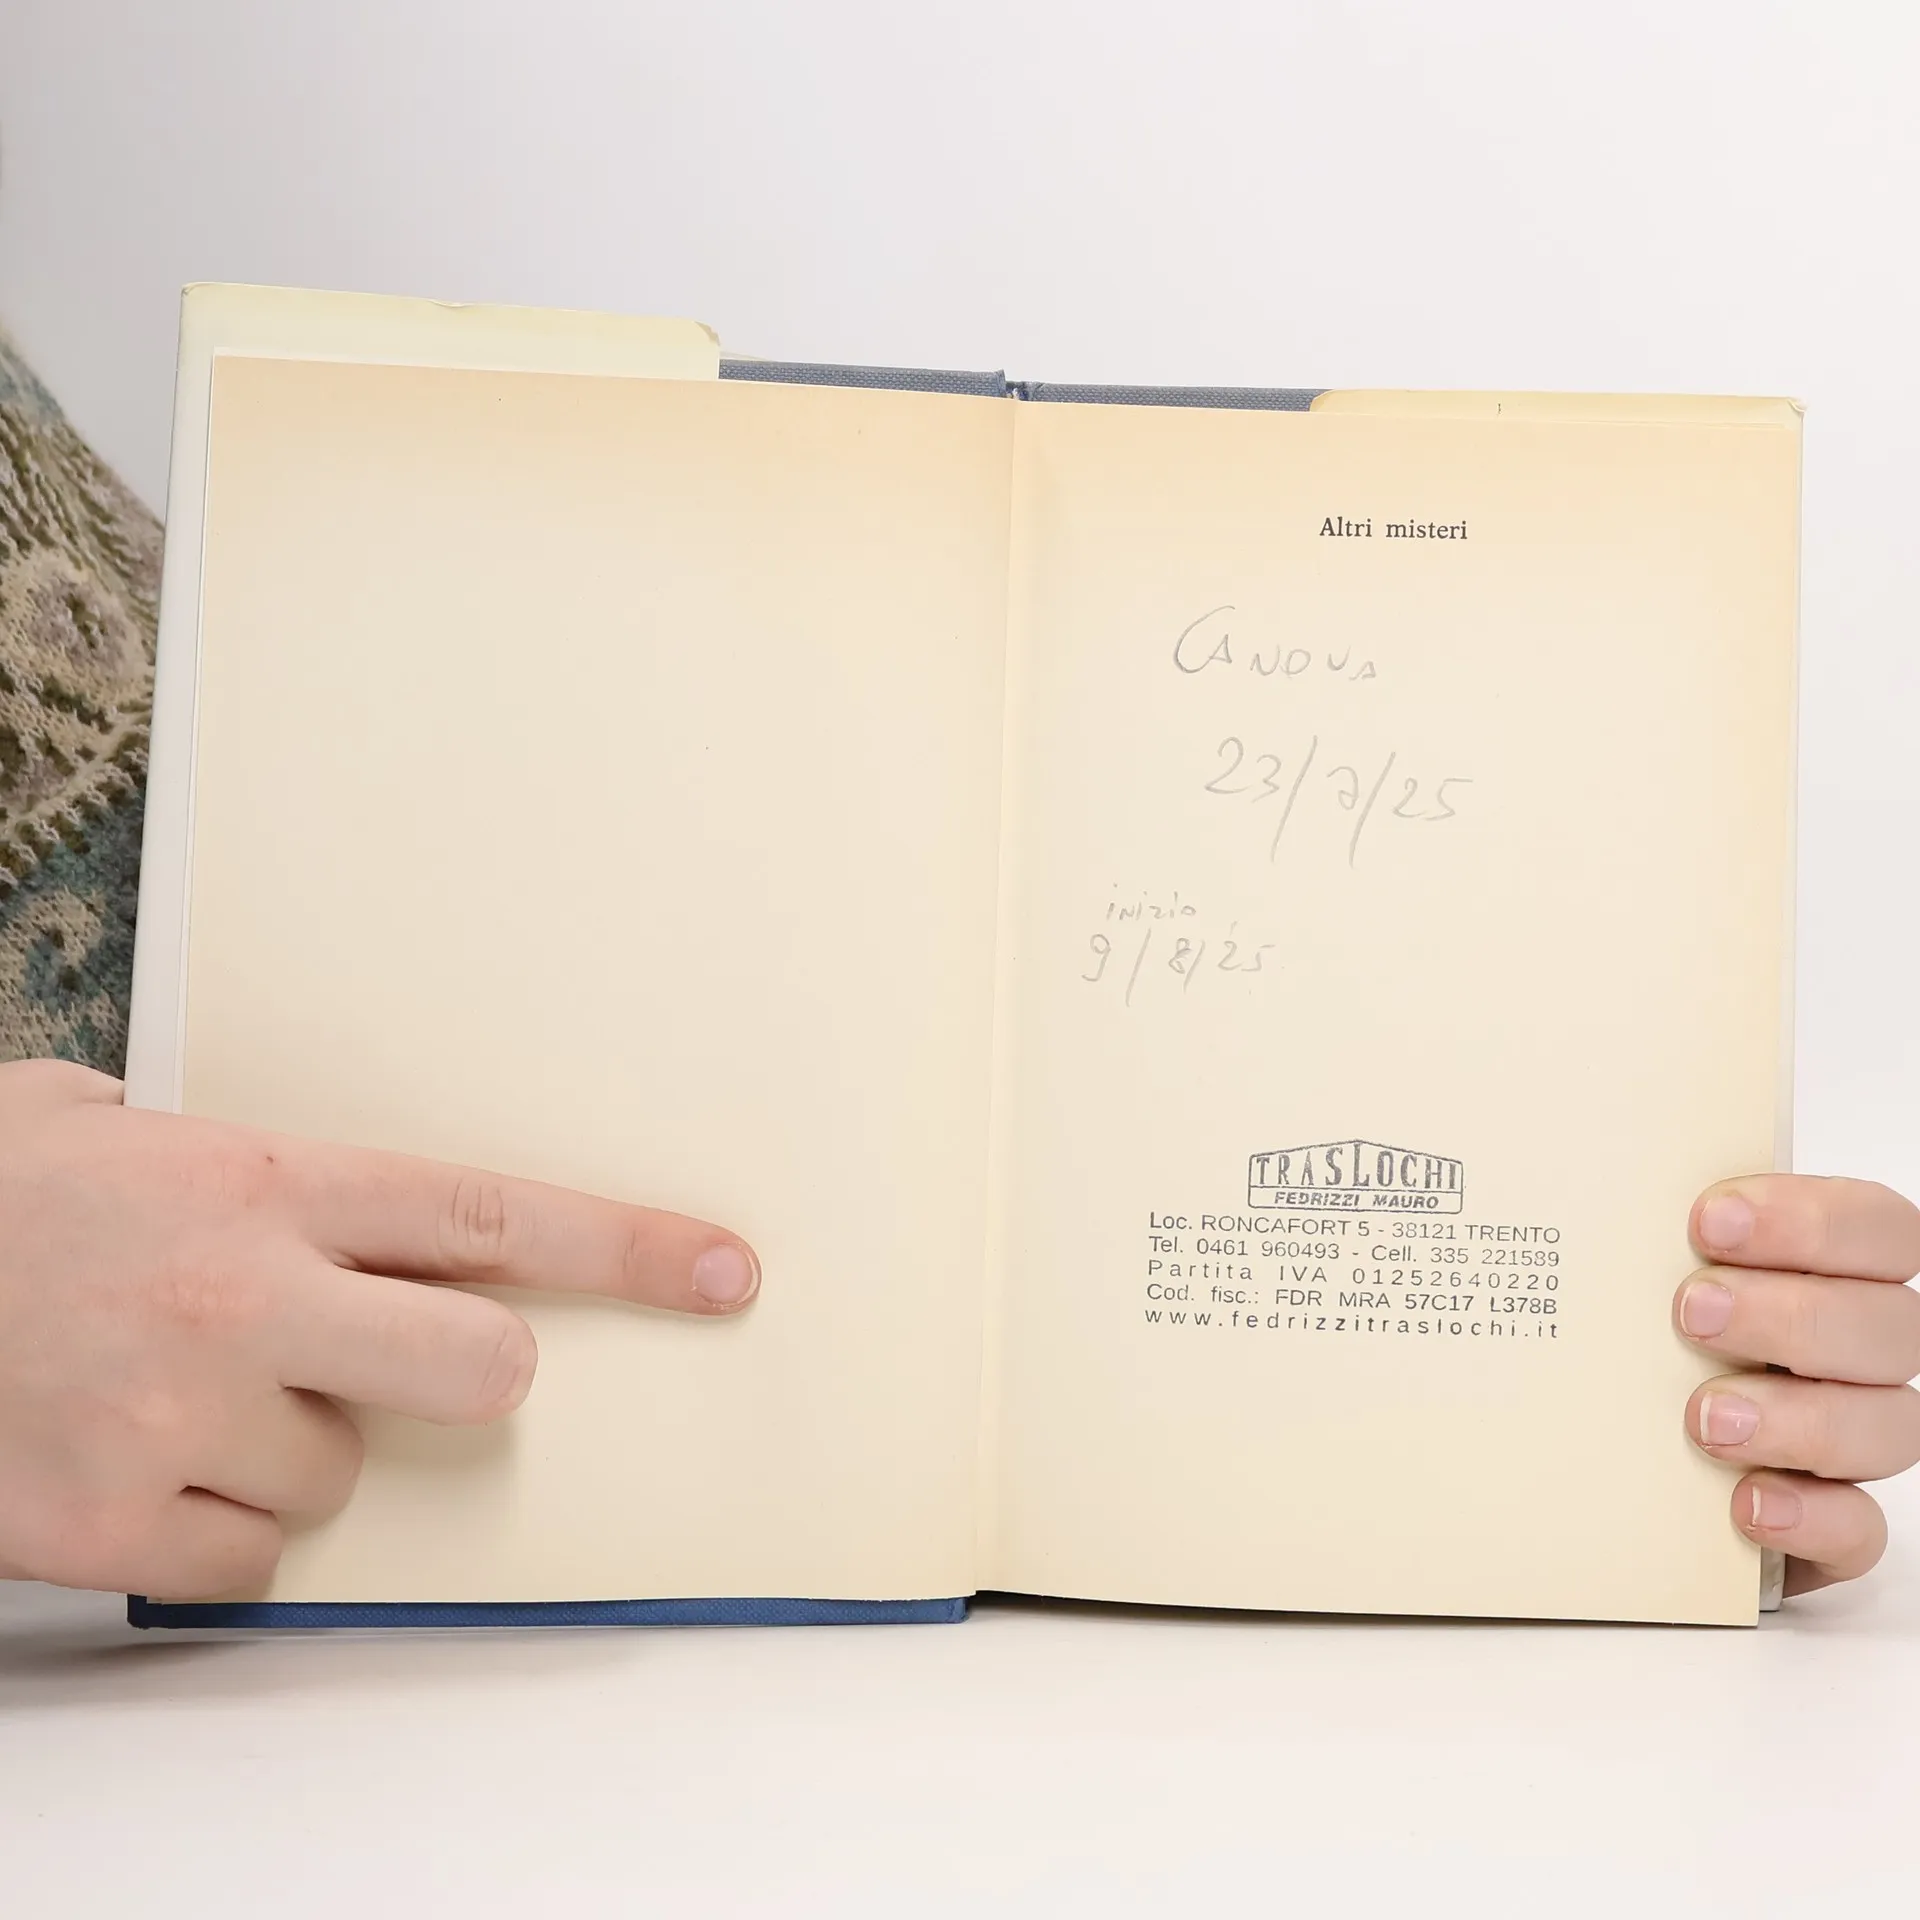 Altri misteri
CANOVA
23/7/25
inizio
9/8/25
TRASLOCHI
FEDRIZZI MAURO
Loc. RONCAFORT 5 - 38121 TRENTO
Tel. 0461 960493 - Cell. 335 221589
Partita IVA 01252640220
Cod. fisc.: FDR MRA 57C17 L378B
www.fedrizzitraslochi.it